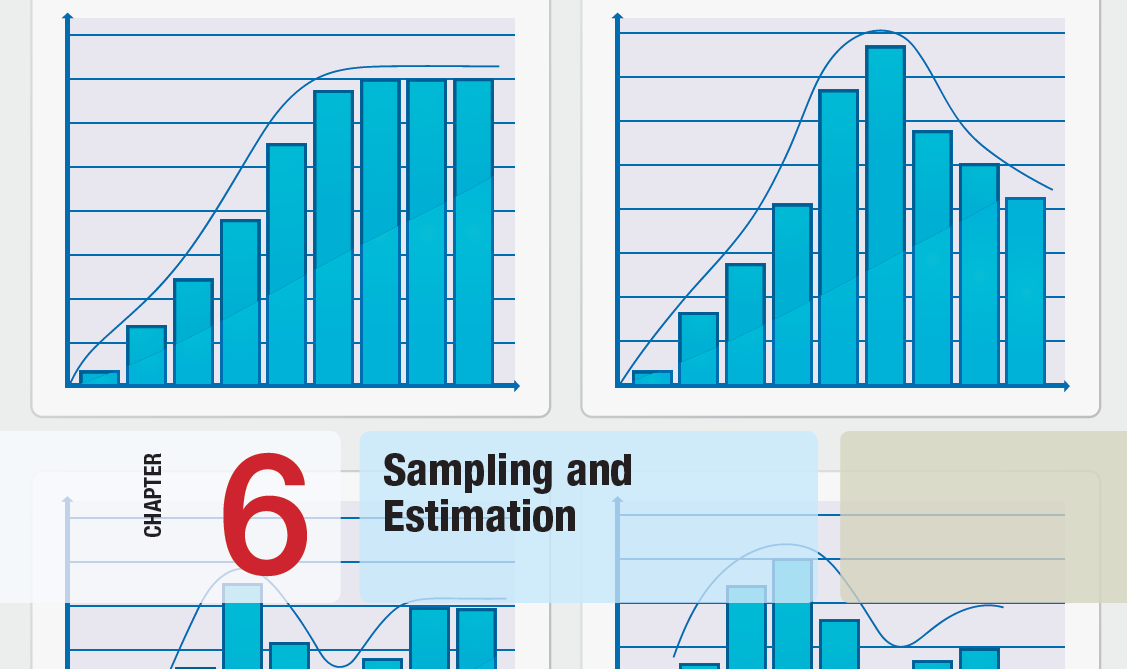 CHAPTER
6
Sampling and
Estimation